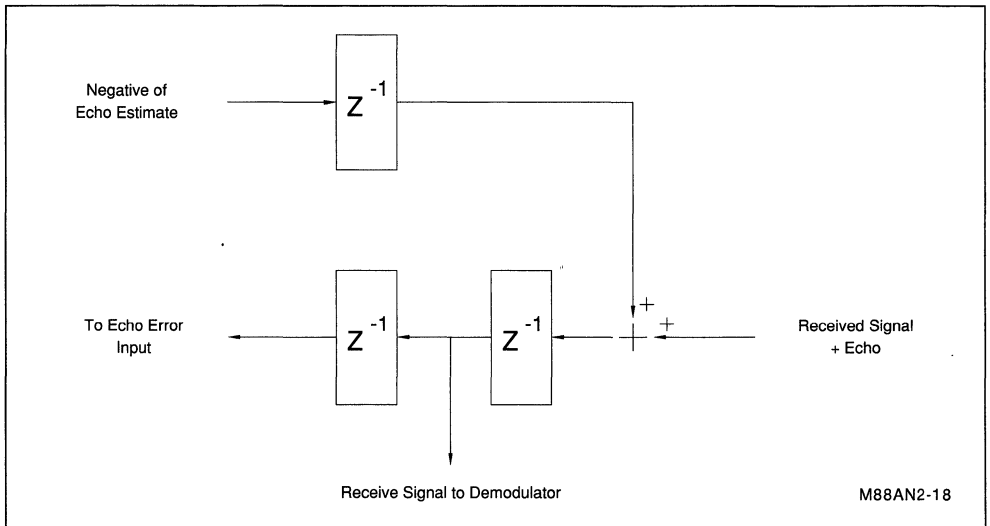 Negative of
Echo Estimate
Z -1
+
+
To Echo Error
Input
Z -1
Z -1
Received Signal
+ Echo
Receive Signal to Demodulator
M88AN2-18